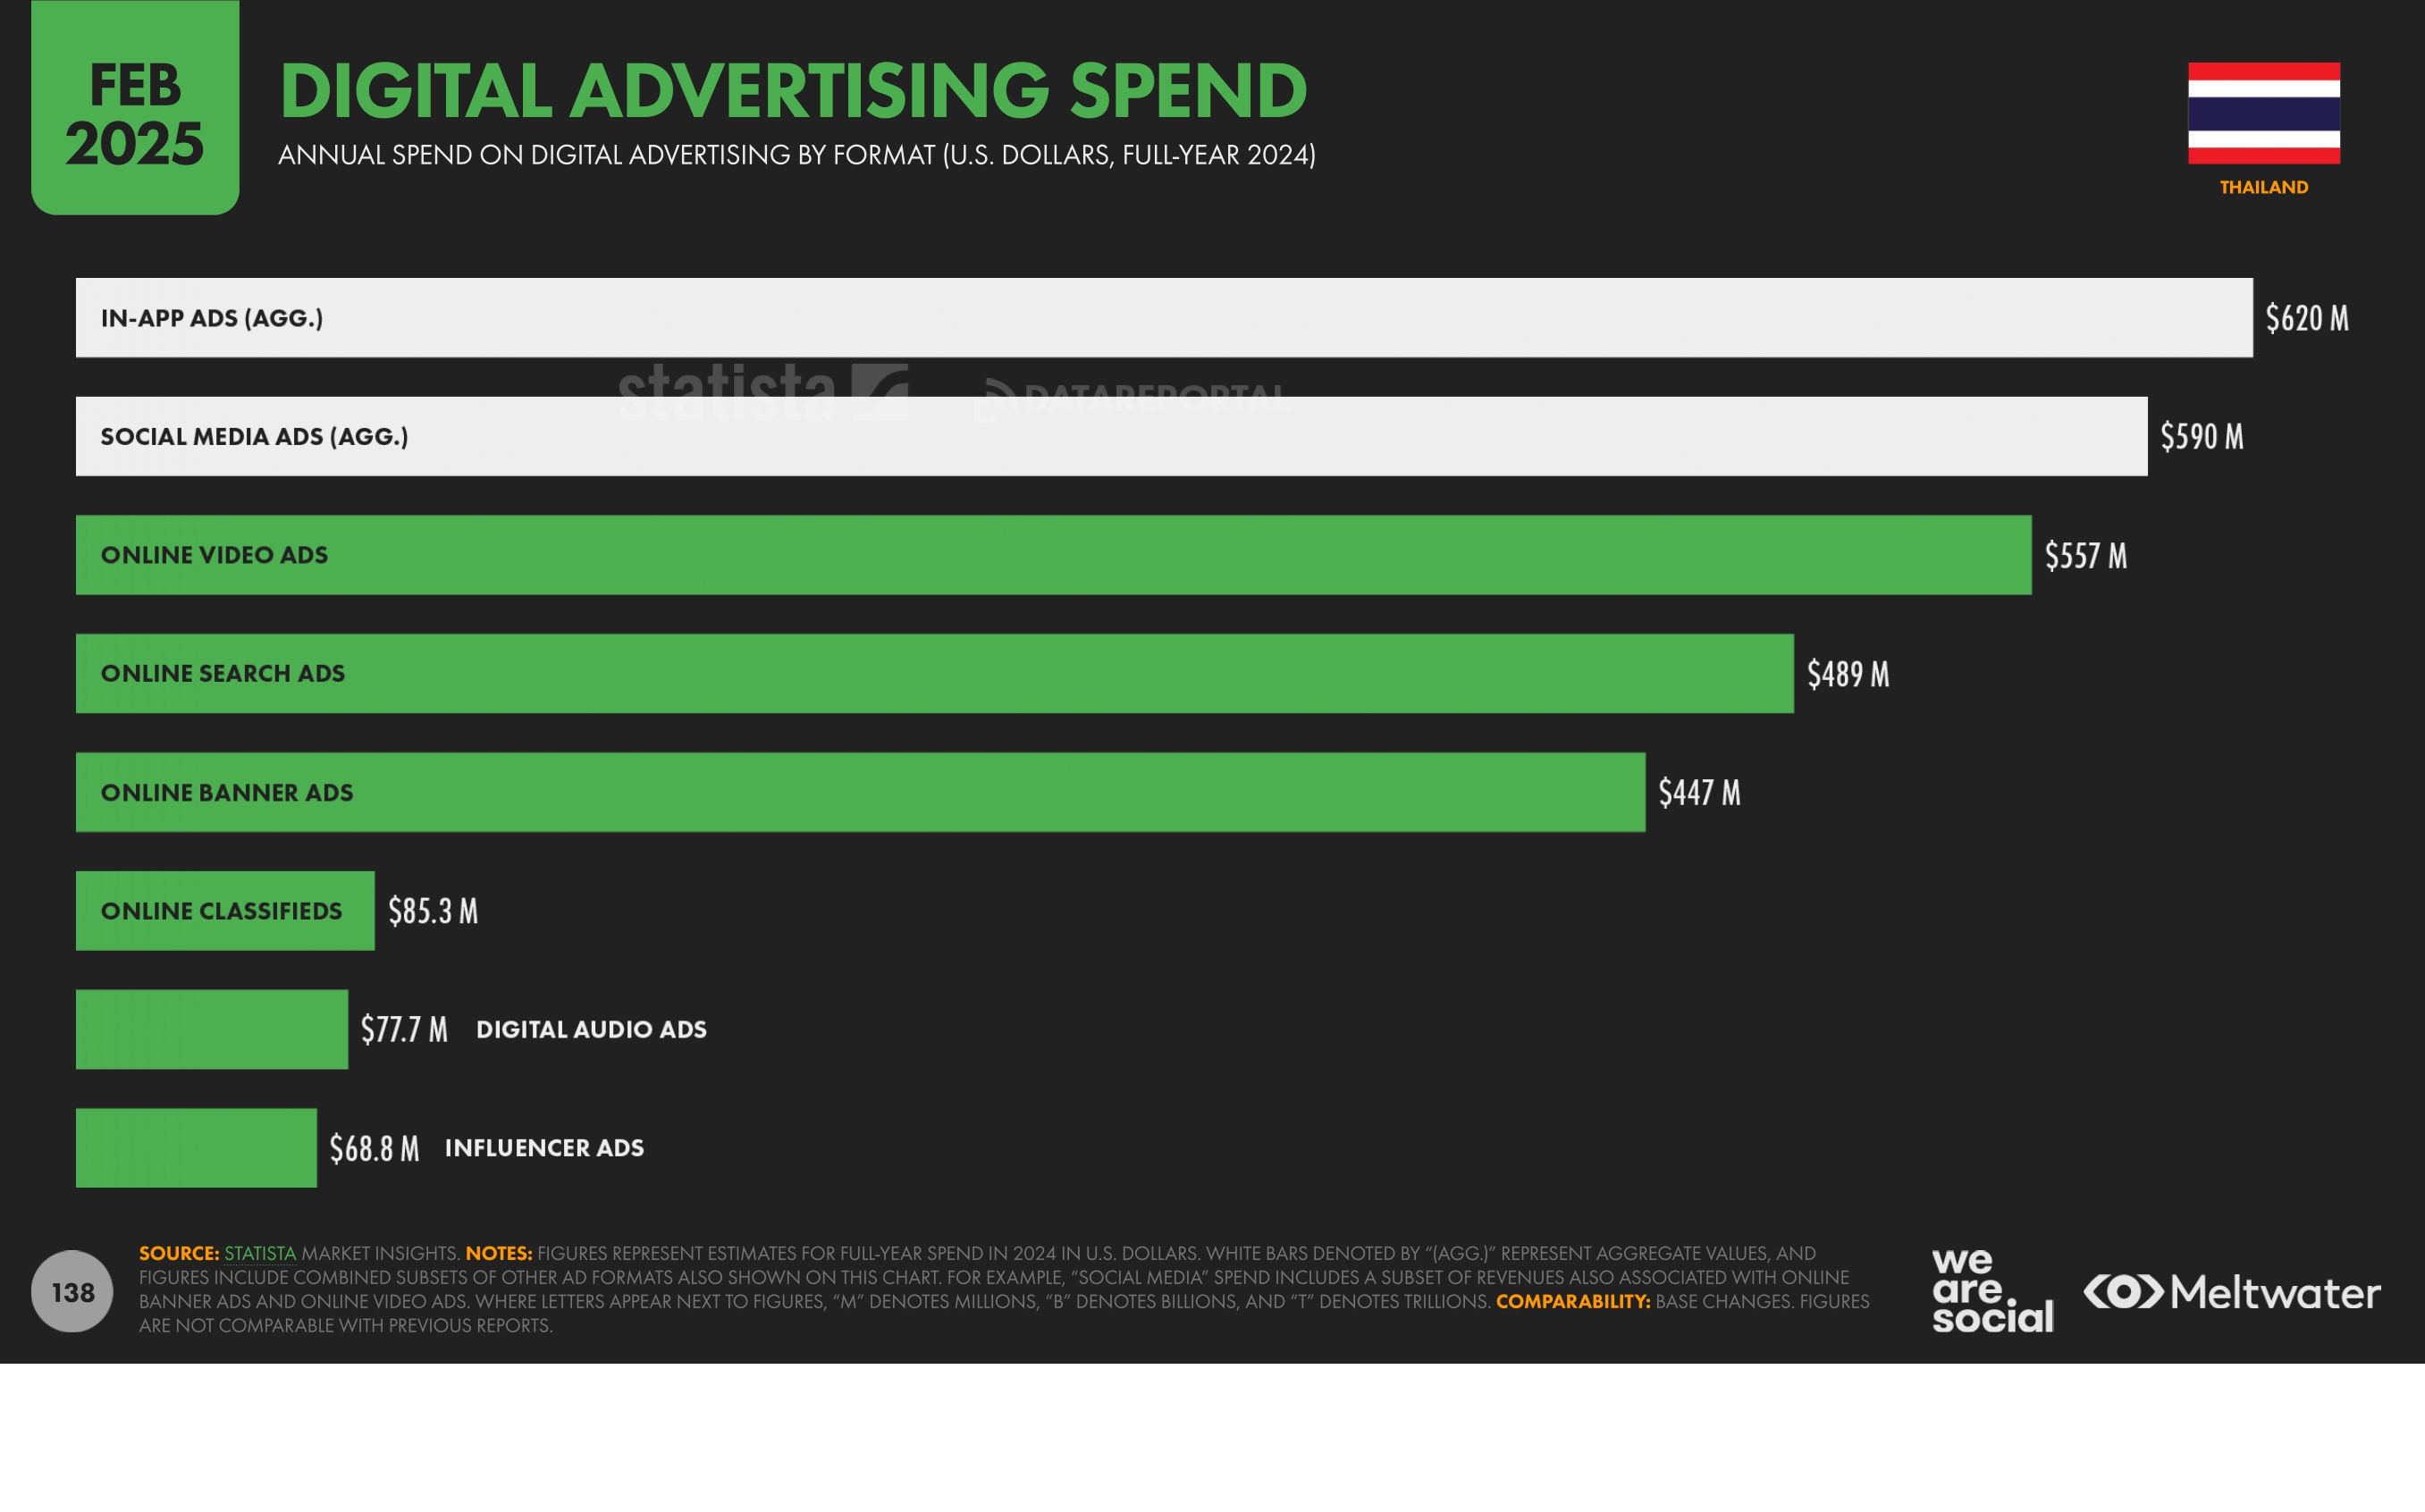 FEB
2025
DIGITAL ADVERTISING SPEND
ANNUAL SPEND ON DIGITAL ADVERTISING BY FORMAT (U.S. DOLLARS, FULL-YEAR 2024)
THAILAND
IN-APP ADS (AGG.) $620 M
statista DATAREPORTAL
SOCIAL MEDIA ADS (AGG.) $590 M
ONLINE VIDEO ADS $557 M
ONLINE SEARCH ADS $489 M
ONLINE BANNER ADS $447 M
ONLINE CLASSIFIEDS $85.3 M
$77.7 M DIGITAL AUDIO ADS
$68.8 M INFLUENCER ADS
138
SOURCE: STATISTA MARKET INSIGHTS. NOTES: FIGURES REPRESENT ESTIMATES FOR FULL-YEAR SPEND IN 2024 IN U.S. DOLLARS. WHITE BARS DENOTED BY “(AGG.)” REPRESENT AGGREGATE VALUES, AND
FIGURES INCLUDE COMBINED SUBSETS OF OTHER AD FORMATS ALSO SHOWN ON THIS CHART. FOR EXAMPLE, “SOCIAL MEDIA” SPEND INCLUDES A SUBSET OF REVENUES ALSO ASSOCIATED WITH ONLINE
BANNER ADS AND ONLINE VIDEO ADS. WHERE LETTERS APPEAR NEXT TO FIGURES, “M” DENOTES MILLIONS, “B” DENOTES BILLIONS, AND “T” DENOTES TRILLIONS. COMPARABILITY: BASE CHANGES. FIGURES
ARE NOT COMPARABLE WITH PREVIOUS REPORTS.
we
are
social
Meltwater